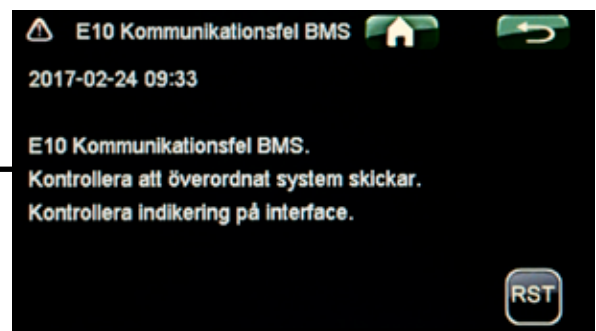 E10 Kommunikationsfel BMS
2017-02-24 09:33
E10 Kommunikationsfel BMS.
Kontrollera att överordnat system skickar.
Kontrollera indikering på interface.
RST